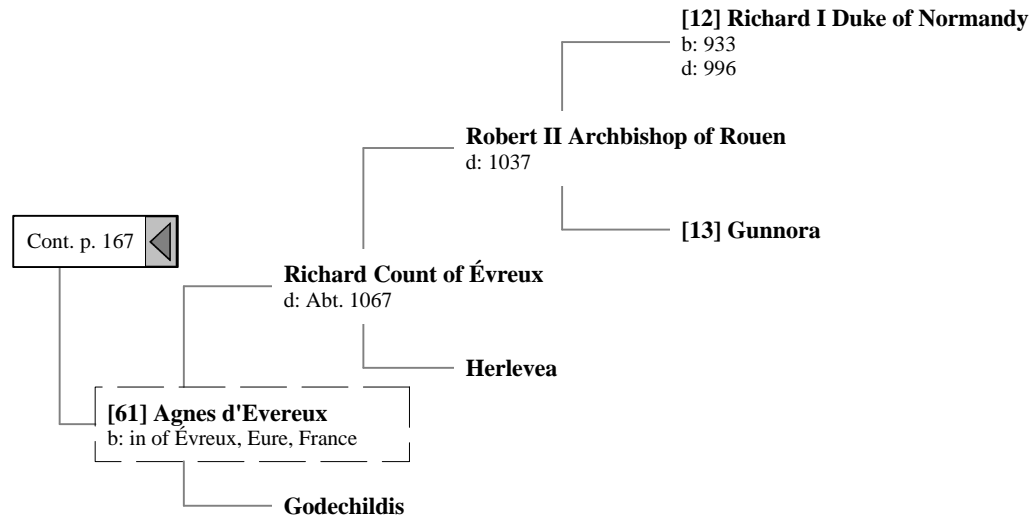 [12] Richard I Duke of Normandy
b: 933
d: 996
Robert II Archbishop of Rouen
d: 1037
[13] Gunnora
Cont. p. 167
Richard Count of Évreux
d: Abt. 1067
Herlevea
[61] Agnes d'Evereux
b: in of Évreux, Eure, France
Godechildis